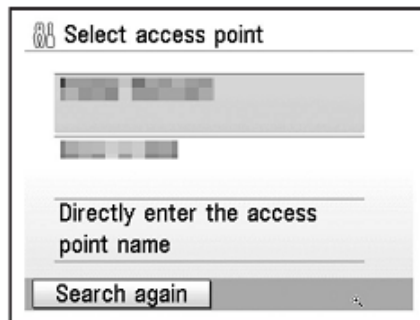 Select access point
Directly enter the access
point name
Search again